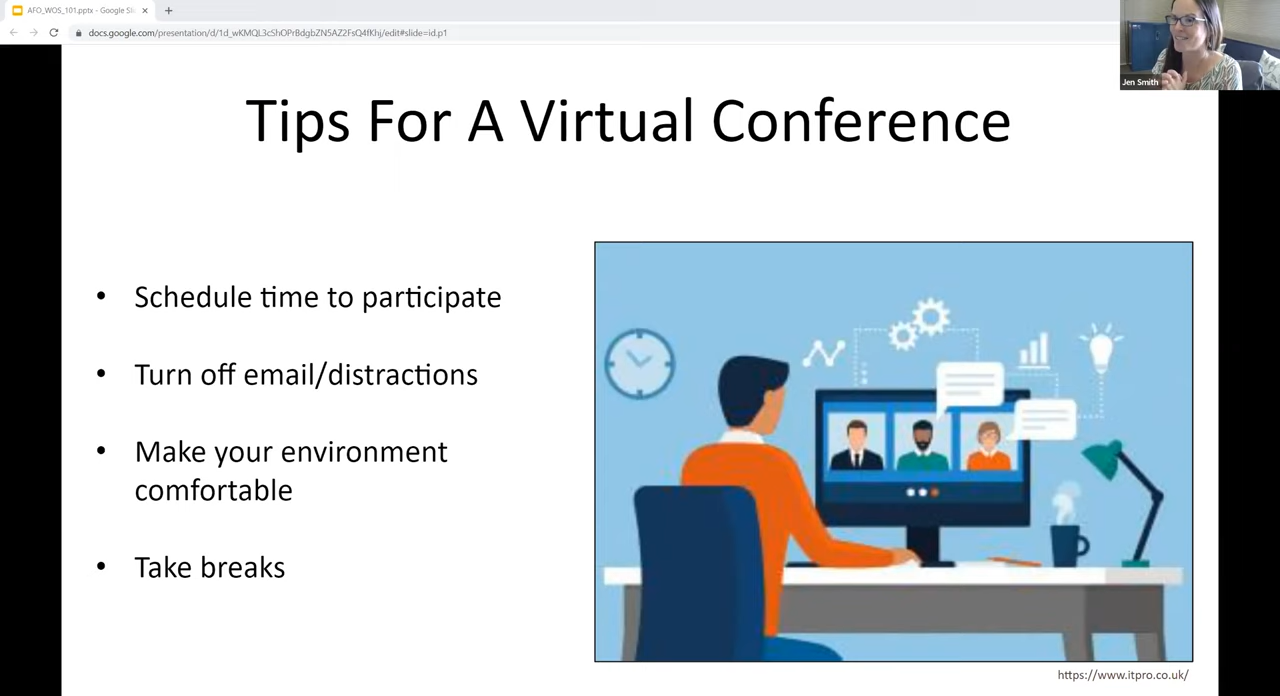 AFO_WOS_101.pptx - Google Sli
docs.google.com/presentation/d/1d_wKMQL3cShOPrBdgbZN5AZ2FsQ4fKhj/edit#slide=id.p1
Jen Smith
Tips For A Virtual Conference
• Schedule time to participate
• Turn off email/distractions
• Make your environment
comfortable
• Take breaks
https://www.itpro.co.uk/